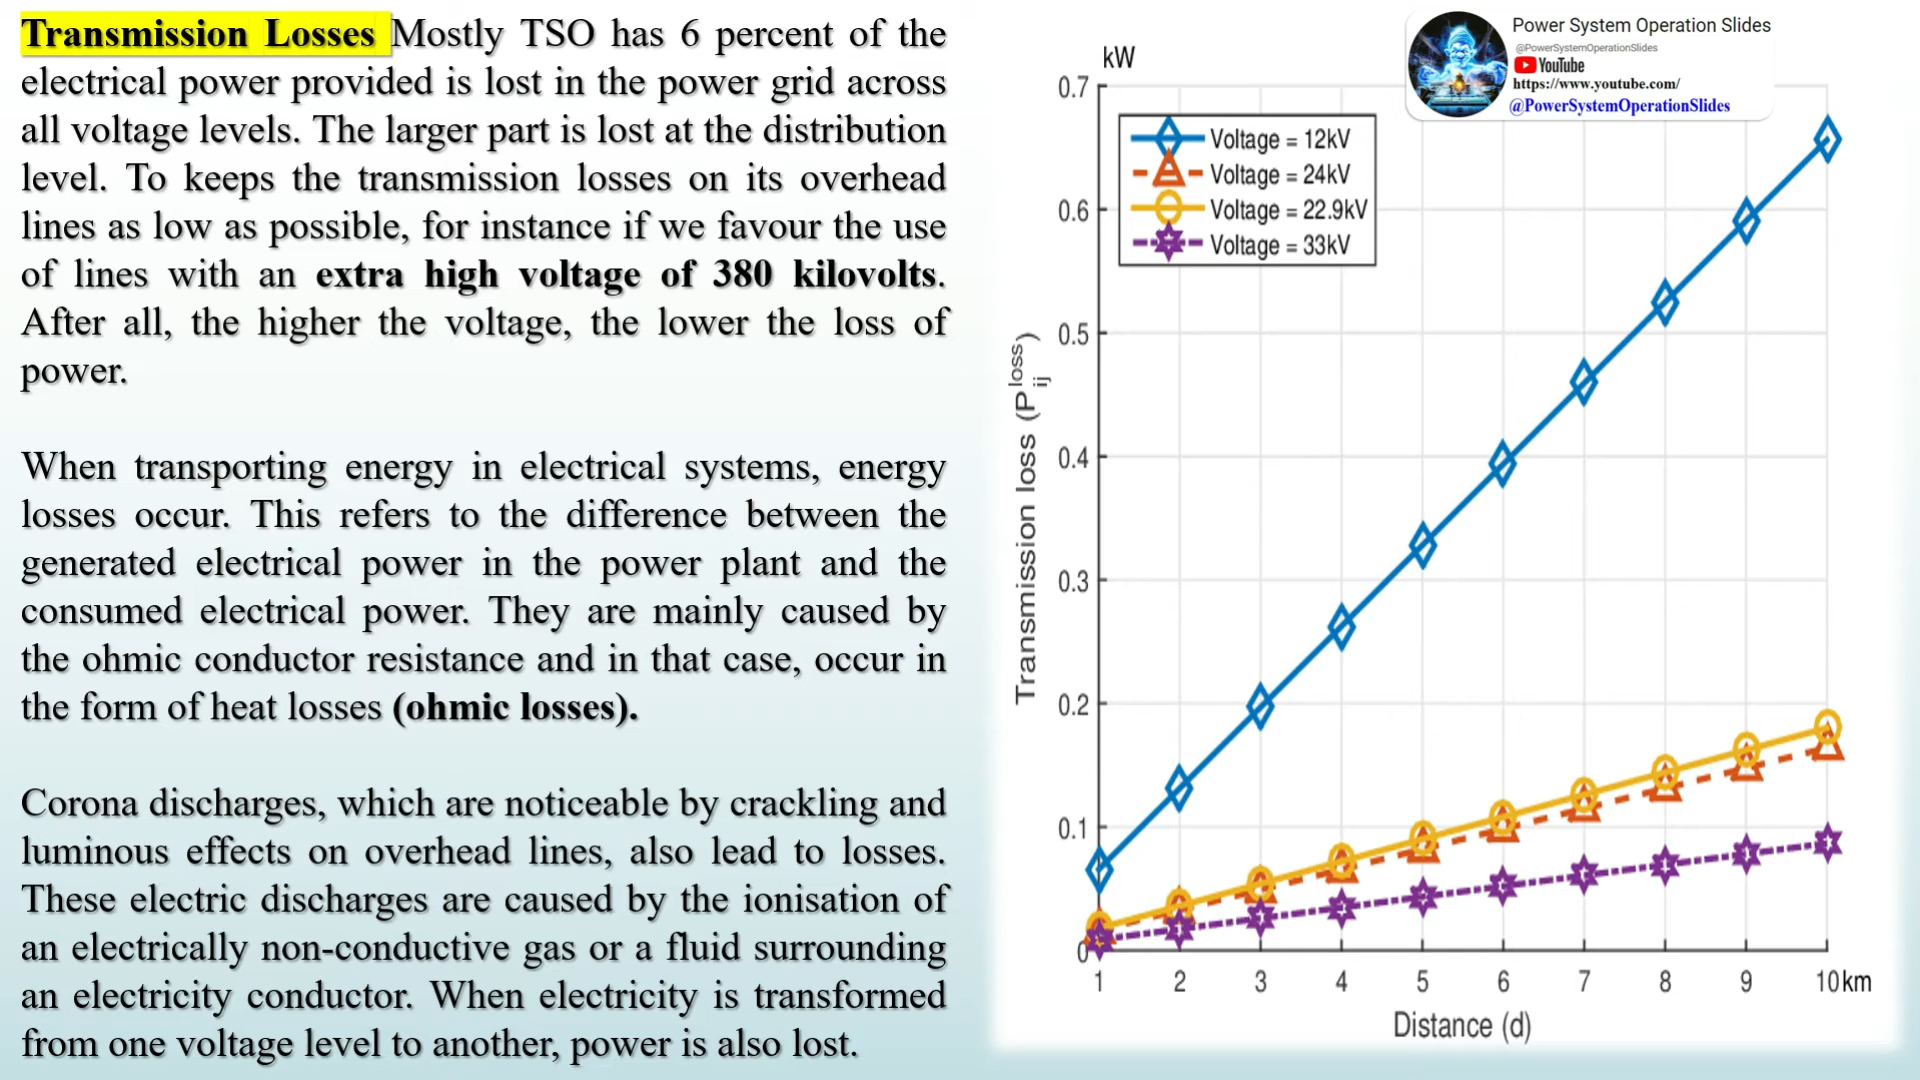 Transmission Losses Mostly TSO has 6 percent of the
electrical power provided is lost in the power grid across
all voltage levels. The larger part is lost at the distribution
level. To keeps the transmission losses on its overhead
lines as low as possible, for instance if we favour the use
of lines with an extra high voltage of 380 kilovolts.
After all, the higher the voltage, the lower the loss of
power.
When transporting energy in electrical systems, energy
losses occur. This refers to the difference between the
generated electrical power in the power plant and the
consumed electrical power. They are mainly caused by
the ohmic conductor resistance and in that case, occur in
the form of heat losses (ohmic losses).
Corona discharges, which are noticeable by crackling and
luminous effects on overhead lines, also lead to losses.
These electric discharges are caused by the ionisation of
an electrically non-conductive gas or a fluid surrounding
an electricity conductor. When electricity is transformed
from one voltage level to another, power is also lost.
Power System Operation Slides
@PowerSystemOperationSlides
YouTube
https://www.youtube.com/
@PowerSystemOperationSlides
kW
0.7
0.6
0.5
0.4
0.3
0.2
0.1
0
Transmission loss (P_ij^loss)
Voltage = 12kV
Voltage = 24kV
Voltage = 22.9kV
Voltage = 33kV
1 2 3 4 5 6 7 8 9 10 km
Distance (d)